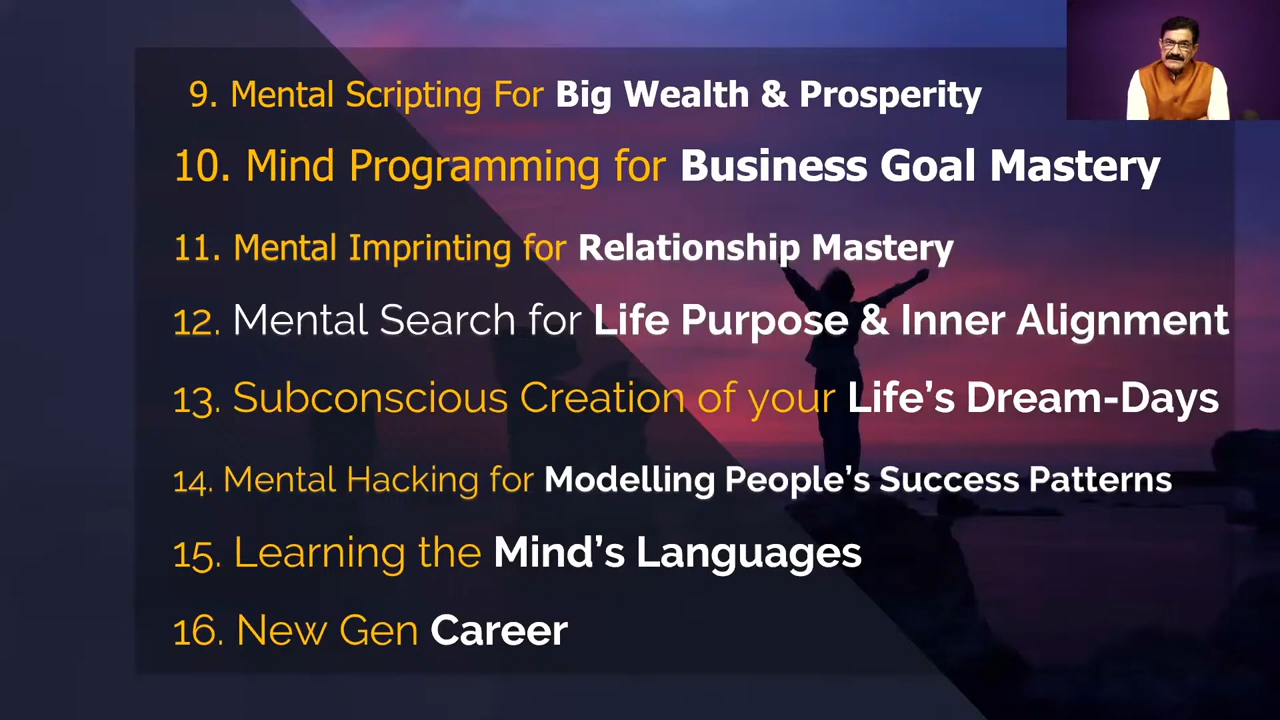 9. Mental Scripting For Big Wealth & Prosperity
10. Mind Programming for Business Goal Mastery
11. Mental Imprinting for Relationship Mastery
12. Mental Search for Life Purpose & Inner Alignment
13. Subconscious Creation of your Life’s Dream-Days
14. Mental Hacking for Modelling People’s Success Patterns
15. Learning the Mind’s Languages
16. New Gen Career